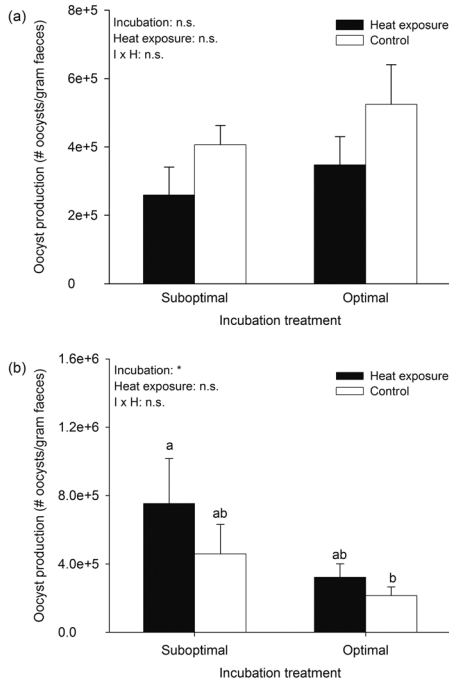 (a)
Incubation: n.s.
Heat exposure: n.s.
I x H: n.s.
Heat exposure
Control
Oocyst production (# oocysts/gram faeces)
8e+5
6e+5
4e+5
2e+5
0
Suboptimal
Optimal
Incubation treatment
(b)
Incubation: *
Heat exposure: n.s.
I x H: n.s.
Heat exposure
Control
Oocyst production (# oocysts/gram faeces)
1.6e+6
1.2e+6
8.0e+5
4.0e+5
0.0
a
ab
ab
b
Suboptimal
Optimal
Incubation treatment